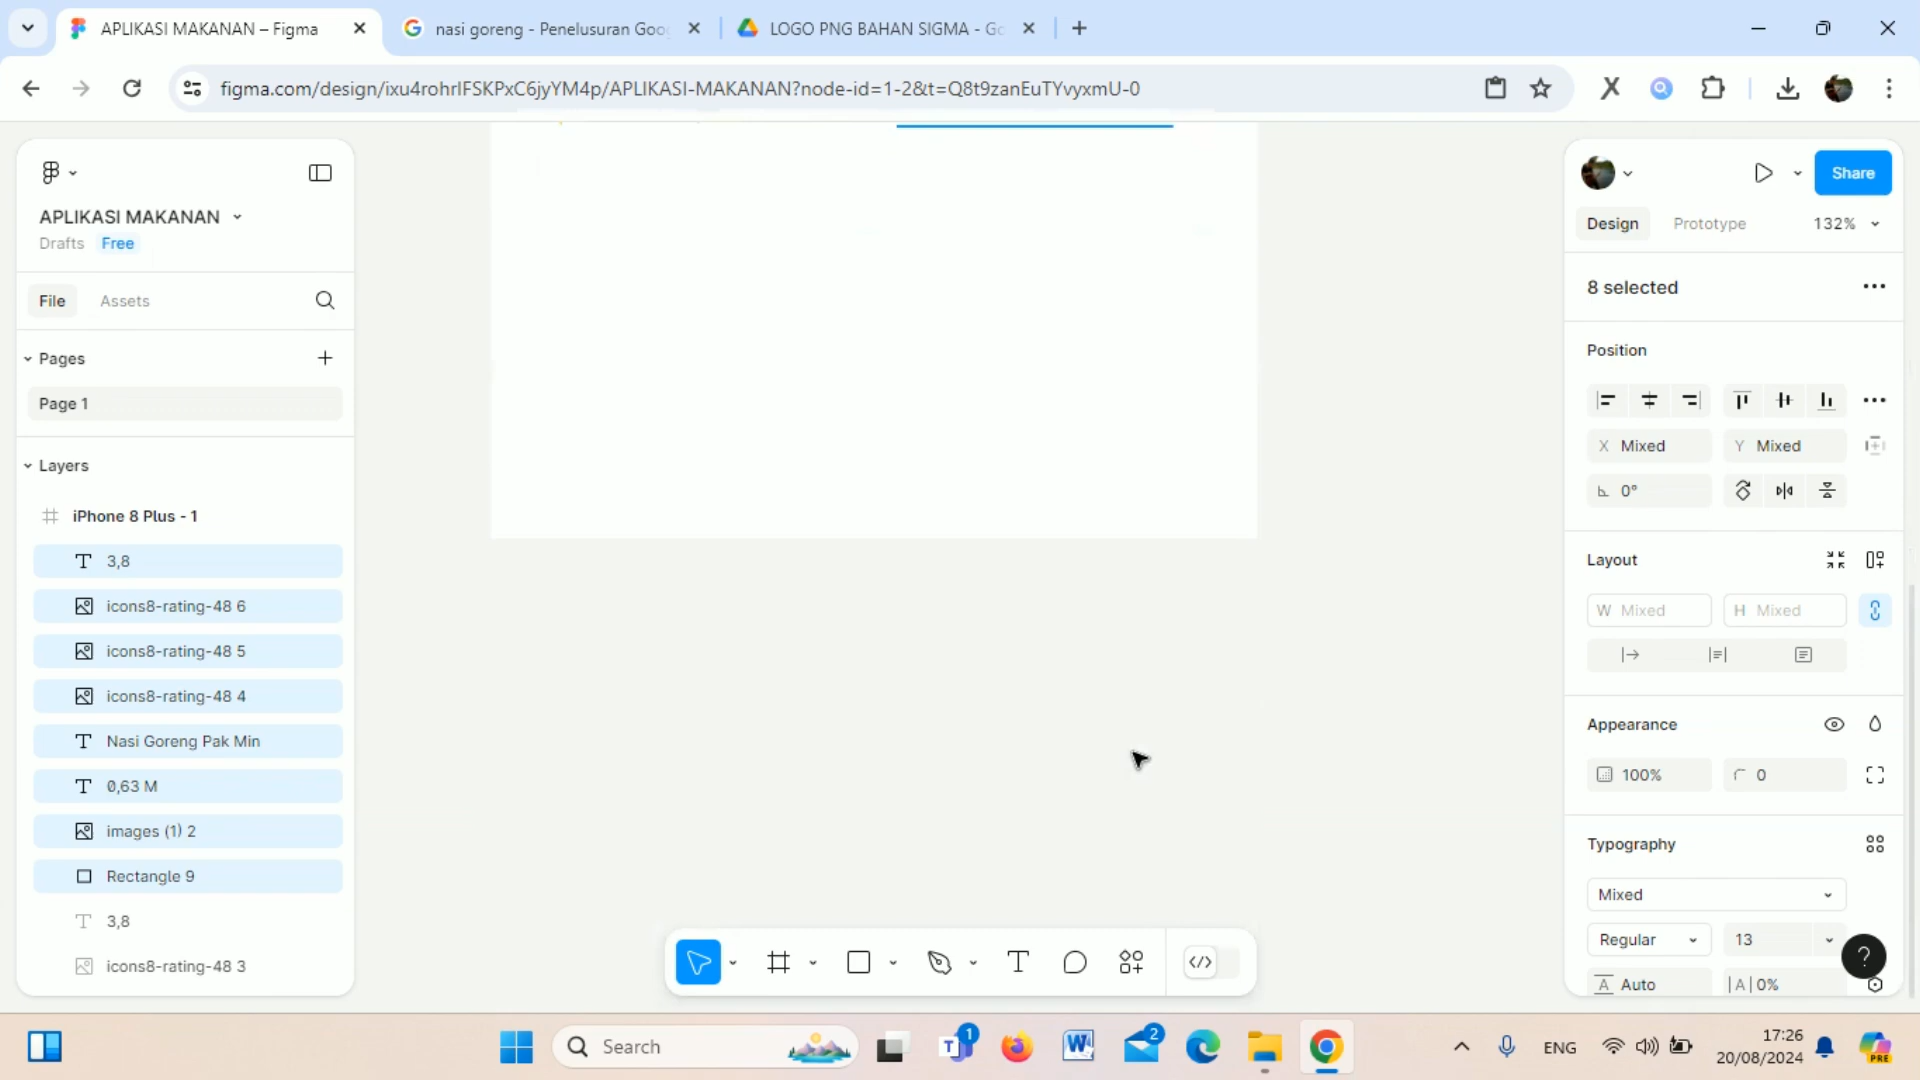 APLIKASI MAKANAN – Figma
nasi goreng - Penelusuran Goo
LOGO PNG BAHAN SIGMA - Go
figma.com/design/ixu4rohrIFSKPxC6jyYM4p/APLIKASI-MAKANAN?node-id=1-2&t=Q8t9zanEuTYvyxmU-0
APLIKASI MAKANAN
Drafts Free
File Assets
Pages
Page 1
Layers
iPhone 8 Plus - 1
3,8
icons8-rating-48 6
icons8-rating-48 5
icons8-rating-48 4
Nasi Goreng Pak Min
0,63 M
images (1) 2
Rectangle 9
3,8
icons8-rating-48 3
Share
Design Prototype 132%
8 selected
Position
X Mixed Y Mixed
0°
Layout
W Mixed H Mixed
Appearance
100% 0
Typography
Mixed
Regular 13
?
A Auto |A| 0%
Search
1
W
2
ENG
17:26
20/08/2024
PRE